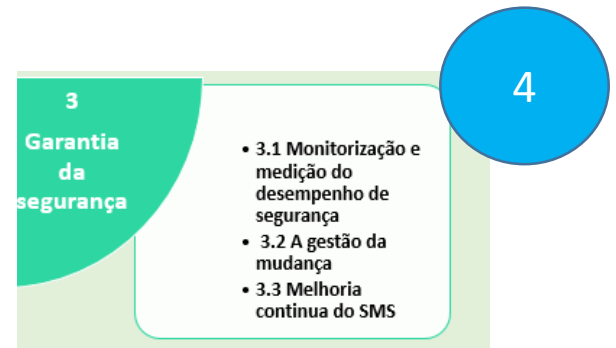 4
3
Garantia
da
segurança
• 3.1 Monitorização e
medição do
desempenho de
segurança
• 3.2 A gestão da
mudança
• 3.3 Melhoria
continua do SMS